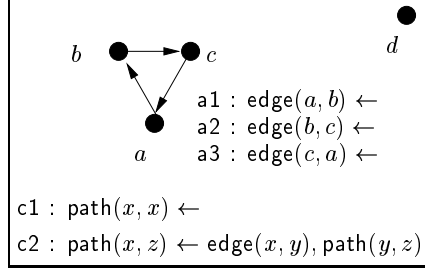 b
c
d
a
a1 : edge(a, b) ←
a2 : edge(b, c) ←
a3 : edge(c, a) ←
c1 : path(x, x) ←
c2 : path(x, z) ← edge(x, y), path(y, z)